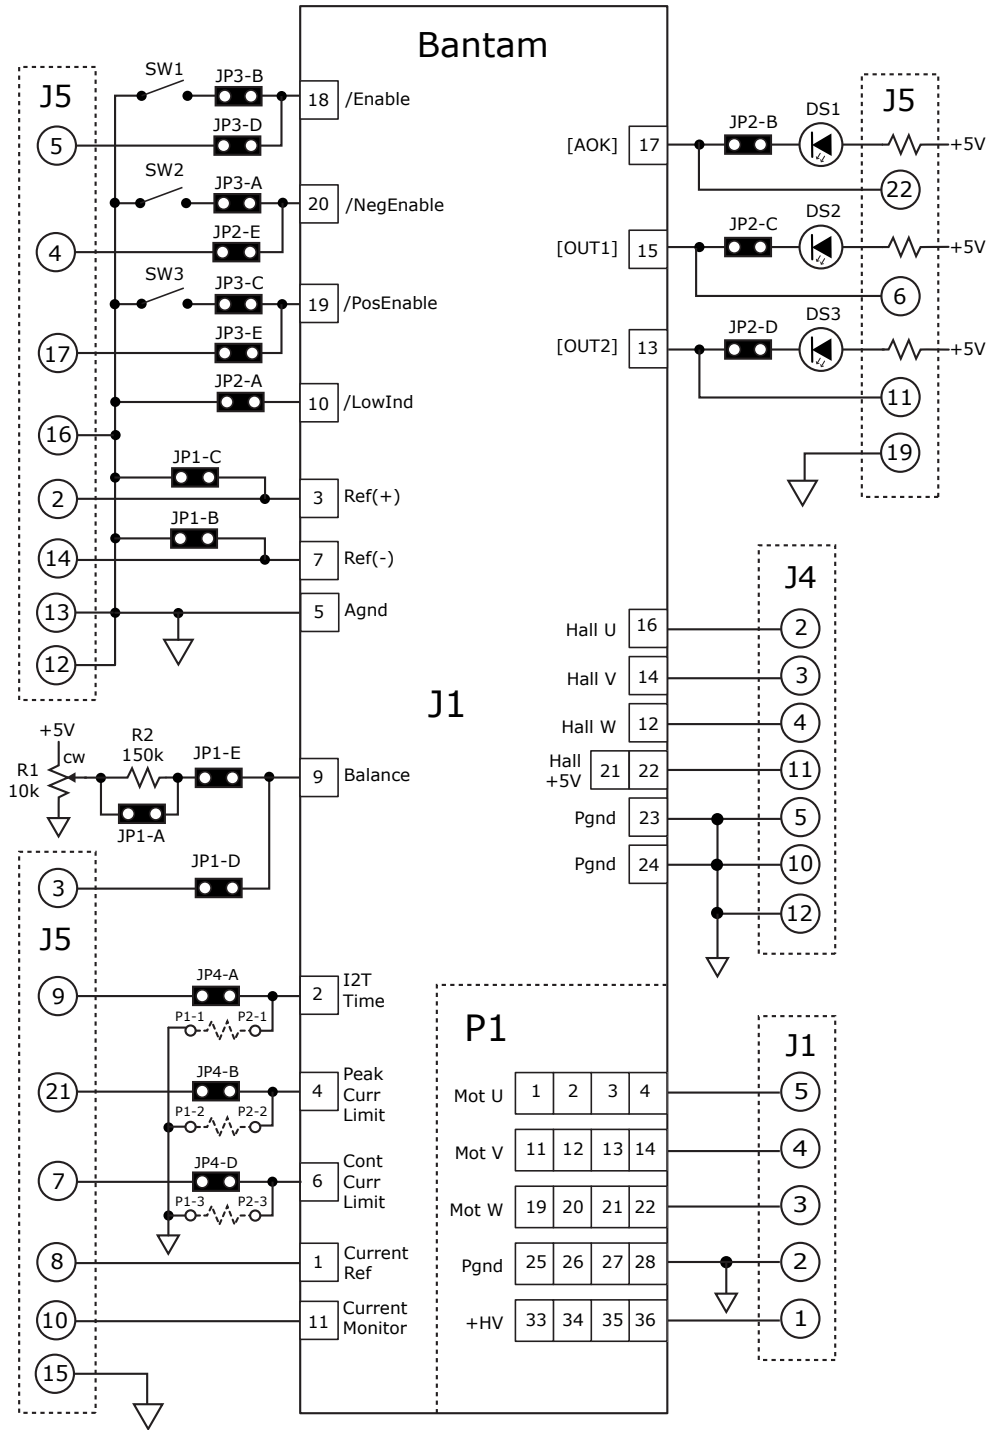 Bantam
J5
SW1
JP3-B
18
/Enable
5
JP3-D
SW2
JP3-A
20
/NegEnable
4
JP2-E
SW3
JP3-C
19
/PosEnable
17
JP3-E
JP2-A
10
/LowInd
16
JP1-C
2
3
Ref(+)
JP1-B
14
7
Ref(-)
13
5
Agnd
12
[AOK]
17
JP2-B
DS1
J5
+5V
22
[OUT1]
15
JP2-C
DS2
+5V
6
[OUT2]
13
JP2-D
DS3
+5V
11
19
J4
Hall U
16
2
Hall V
14
3
Hall W
12
4
Hall
+5V
21
22
11
Pgnd
23
5
Pgnd
24
10
12
J1
+5V
R1
10k
cw
R2
150k
JP1-E
9
Balance
JP1-A
3
JP1-D
J5
9
JP4-A
2
I2T
Time
P1-1
P2-1
21
JP4-B
4
Peak
Curr
Limit
P1-2
P2-2
7
JP4-D
6
Cont
Curr
Limit
P1-3
P2-3
8
1
Current
Ref
10
11
Current
Monitor
15
P1
J1
Mot U
1 2 3 4
5
Mot V
11 12 13 14
4
Mot W
19 20 21 22
3
Pgnd
25 26 27 28
2
+HV
33 34 35 36
1